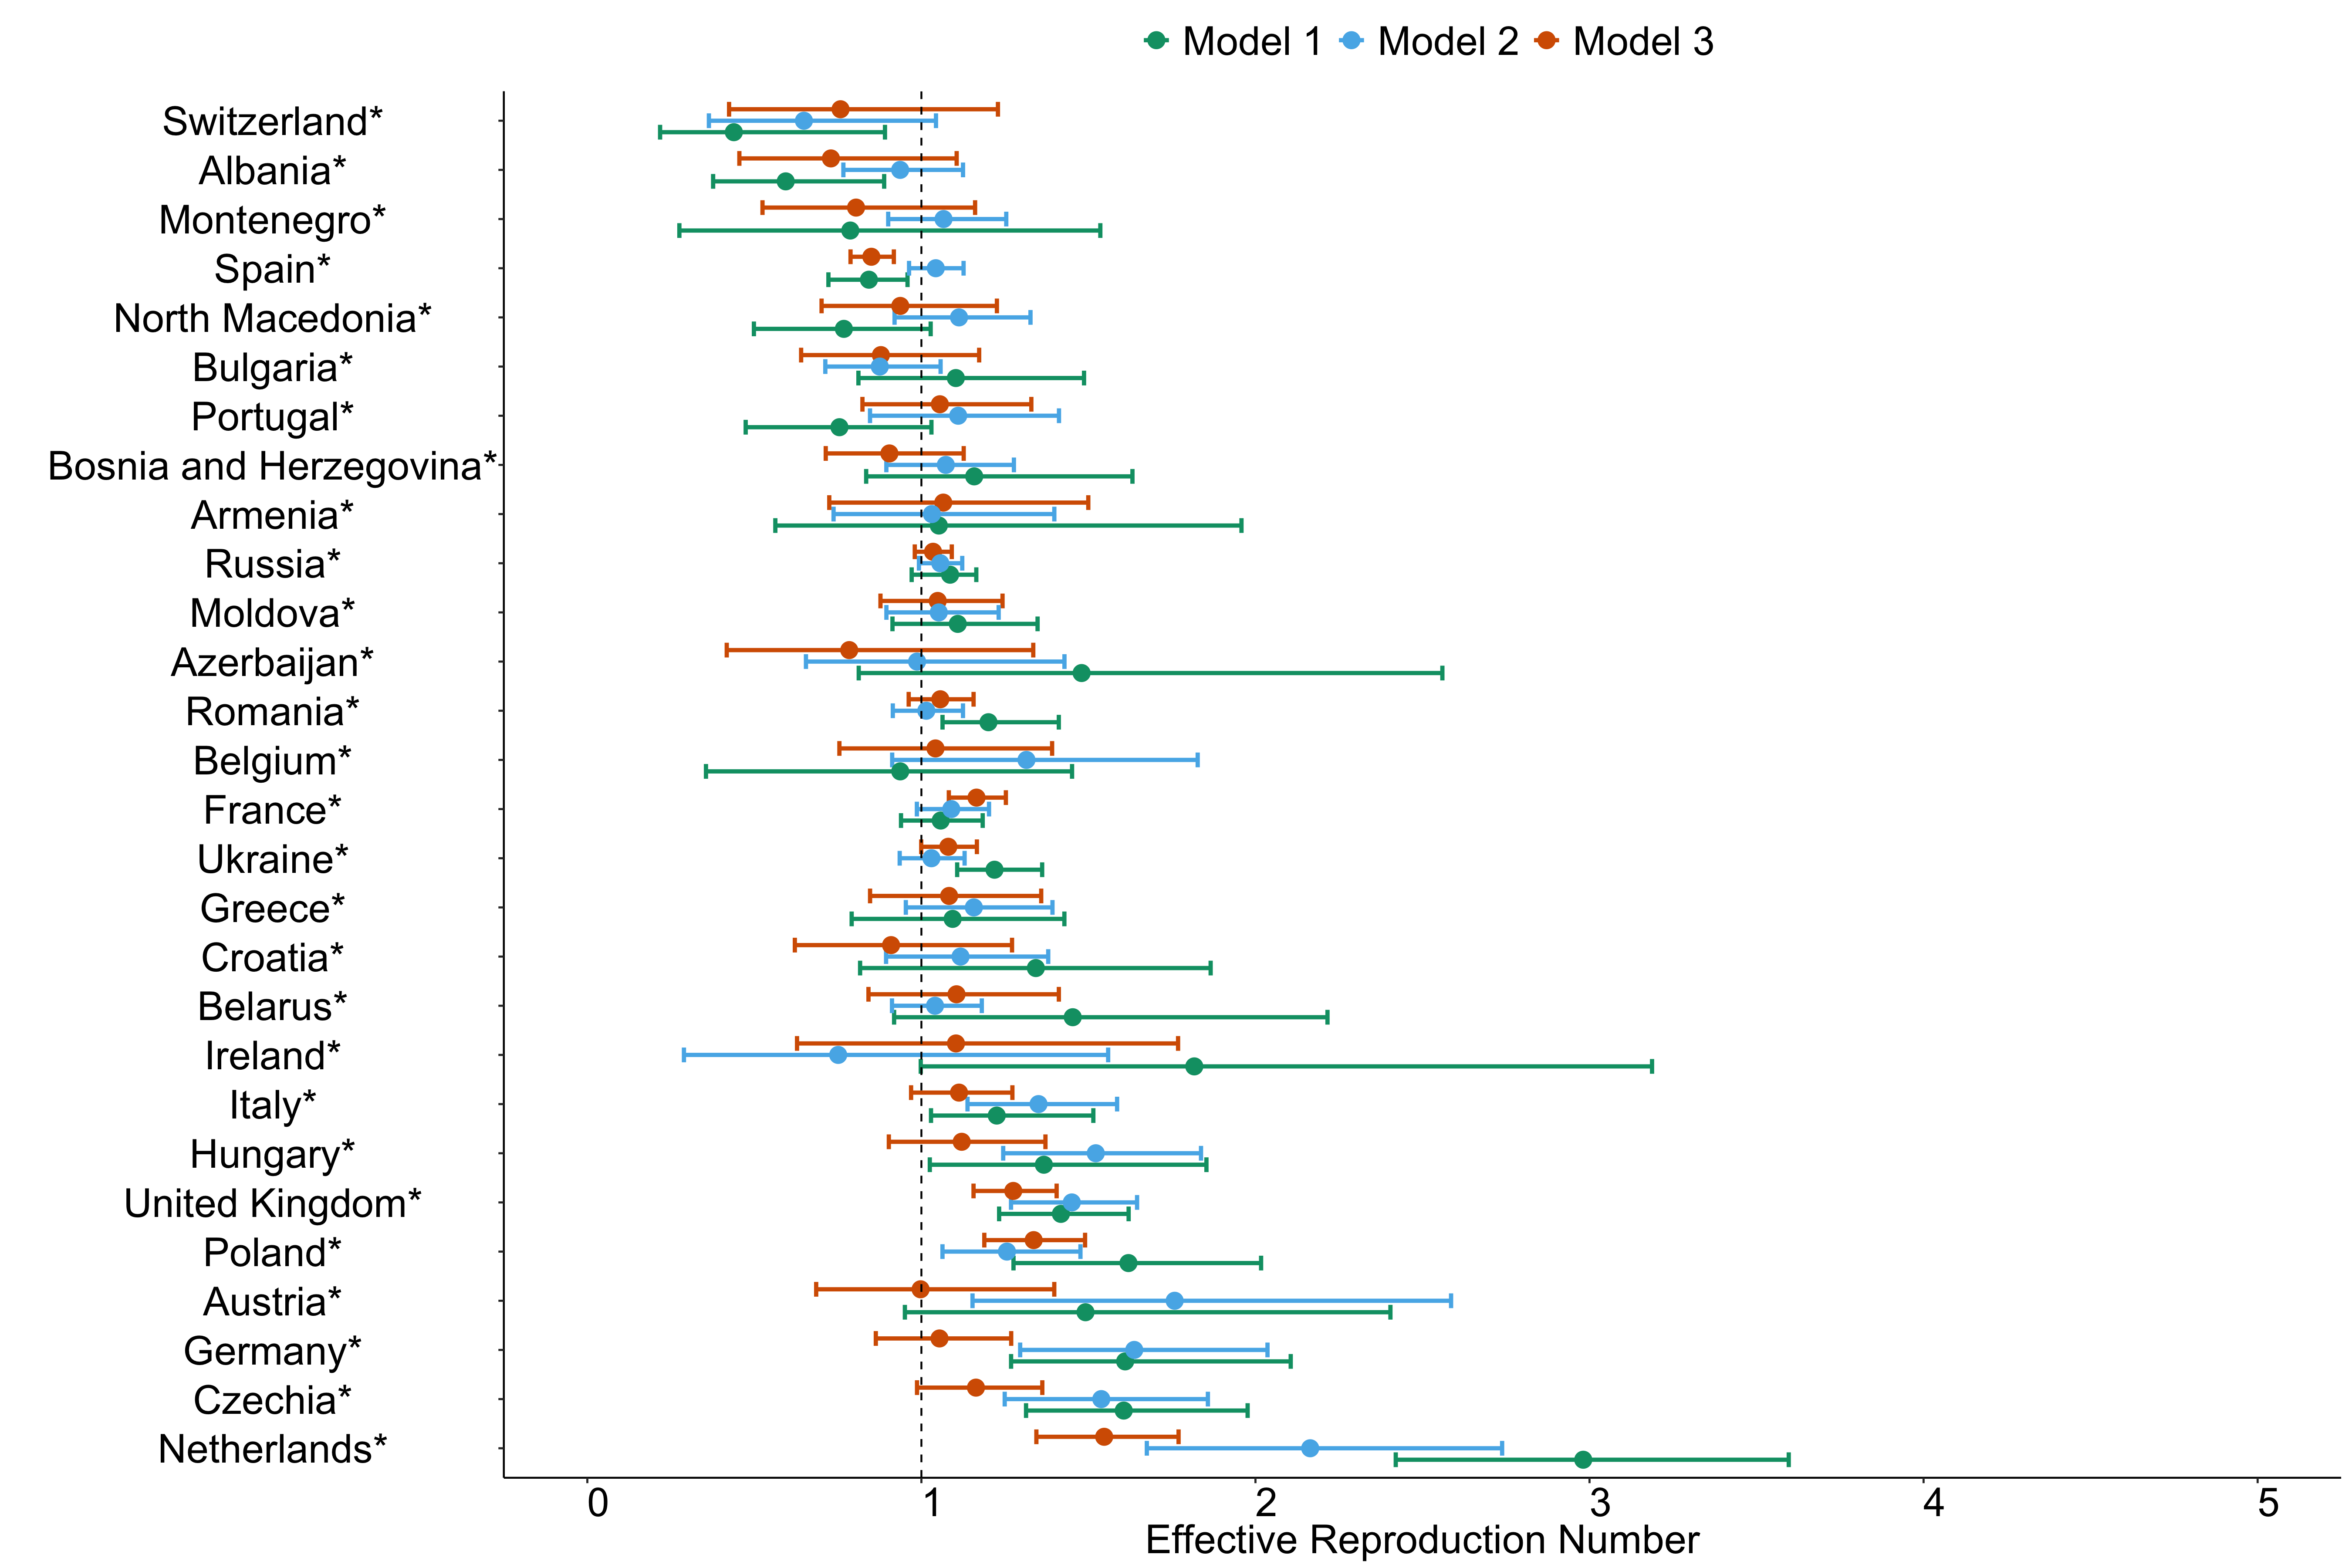 Model 1 Model 2 Model 3
Switzerland*
Albania*
Montenegro*
Spain*
North Macedonia*
Bulgaria*
Portugal*
Bosnia and Herzegovina*
Armenia*
Russia*
Moldova*
Azerbaijan*
Romania*
Belgium*
France*
Ukraine*
Greece*
Croatia*
Belarus*
Ireland*
Italy*
Hungary*
United Kingdom*
Poland*
Austria*
Germany*
Czechia*
Netherlands*
0 1 2 3 4 5
Effective Reproduction Number